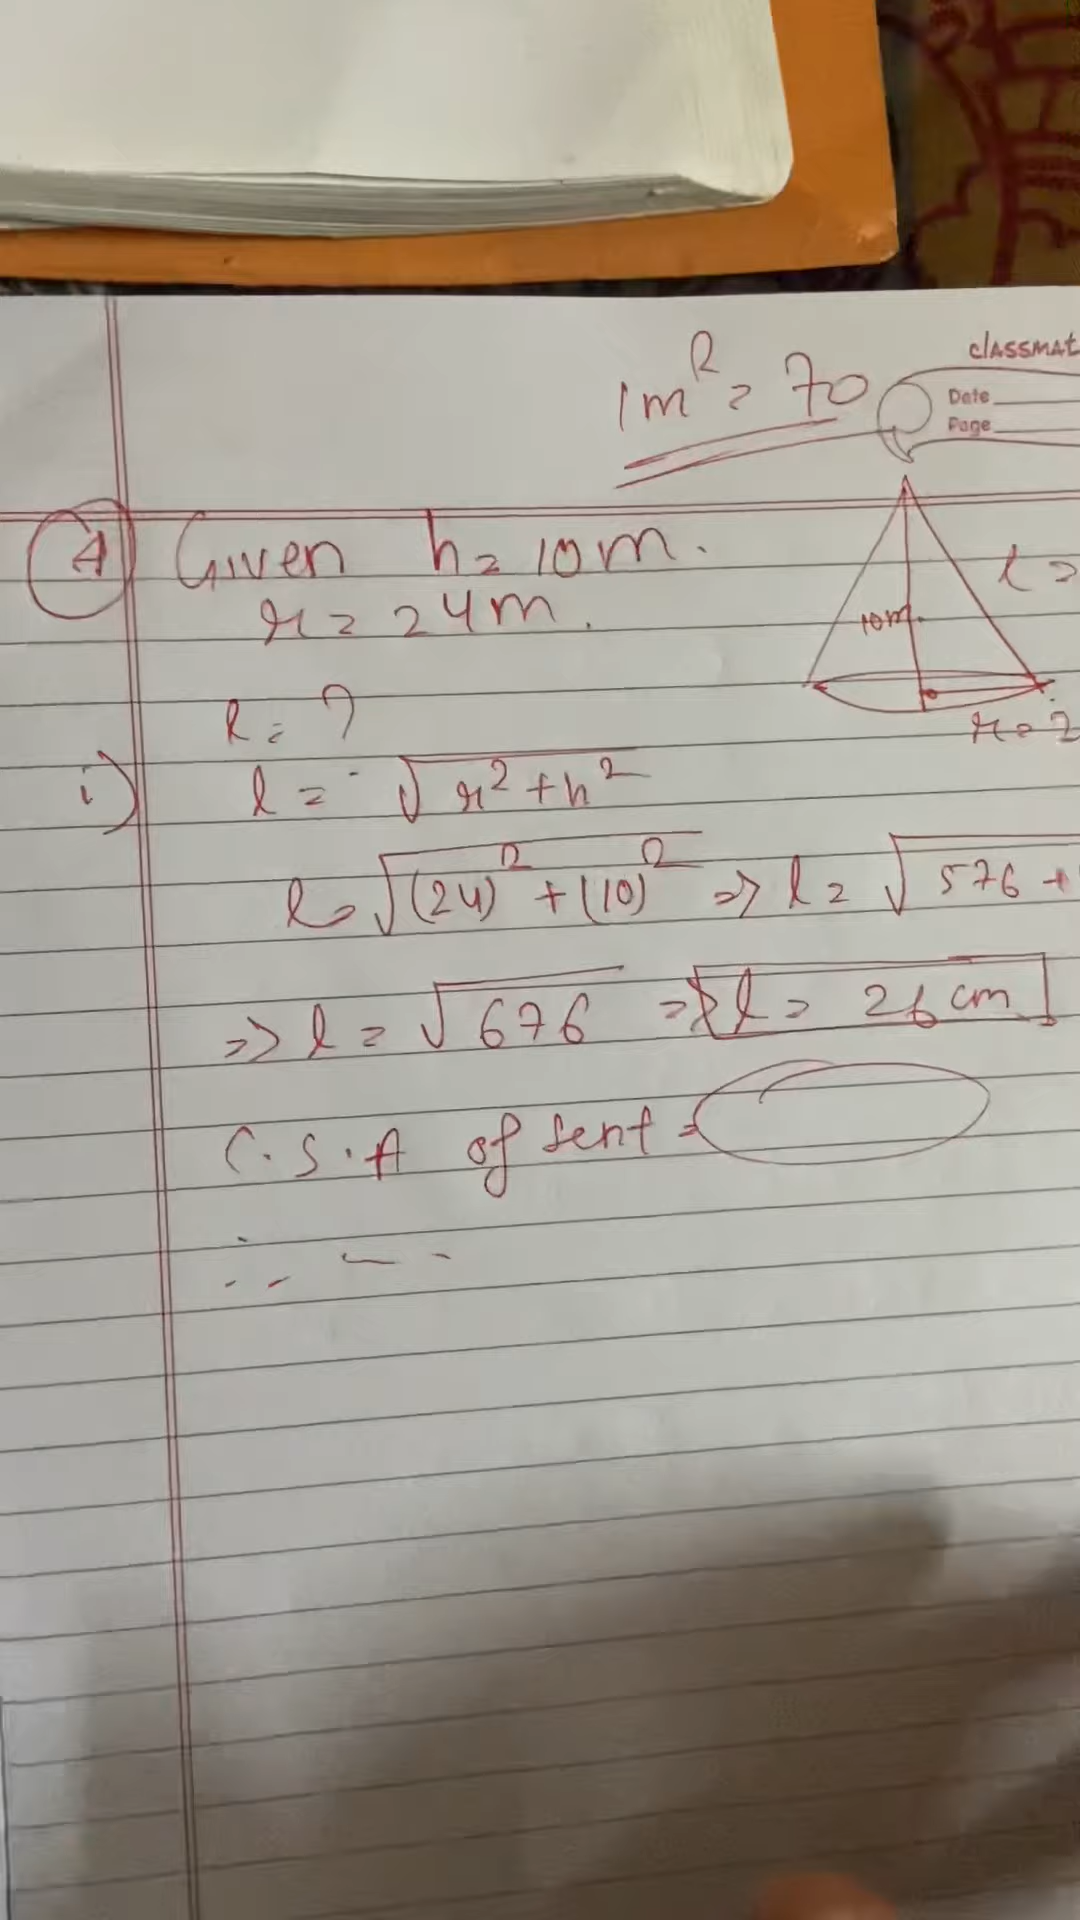 1m² = 70
classmat
Date
Page
4) Given h = 10m.
r = 24m.
l =
10m.
r = 2
l = ?
i) l = √r² + h²
l = √(24)² + (10)² ⇒ l = √576 +
⇒ l = √676 ⇒ l = 26 cm
C.S.A of tent =
∴